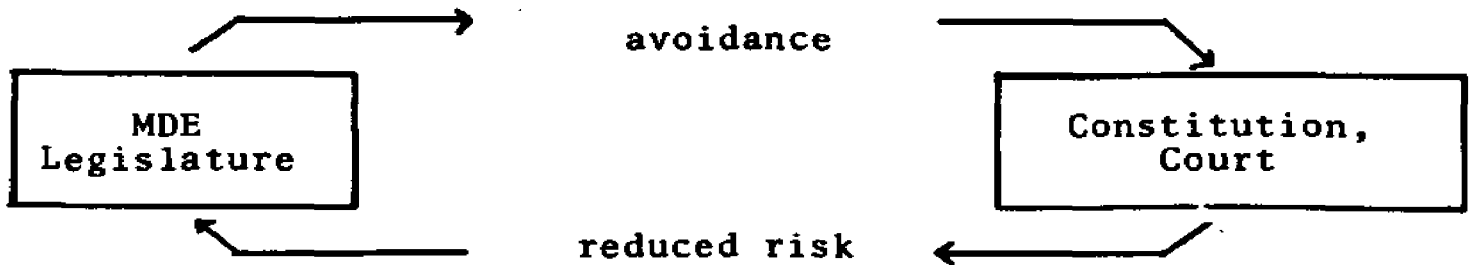 avoidance
MDE
Legislature
Constitution,
Court
reduced risk